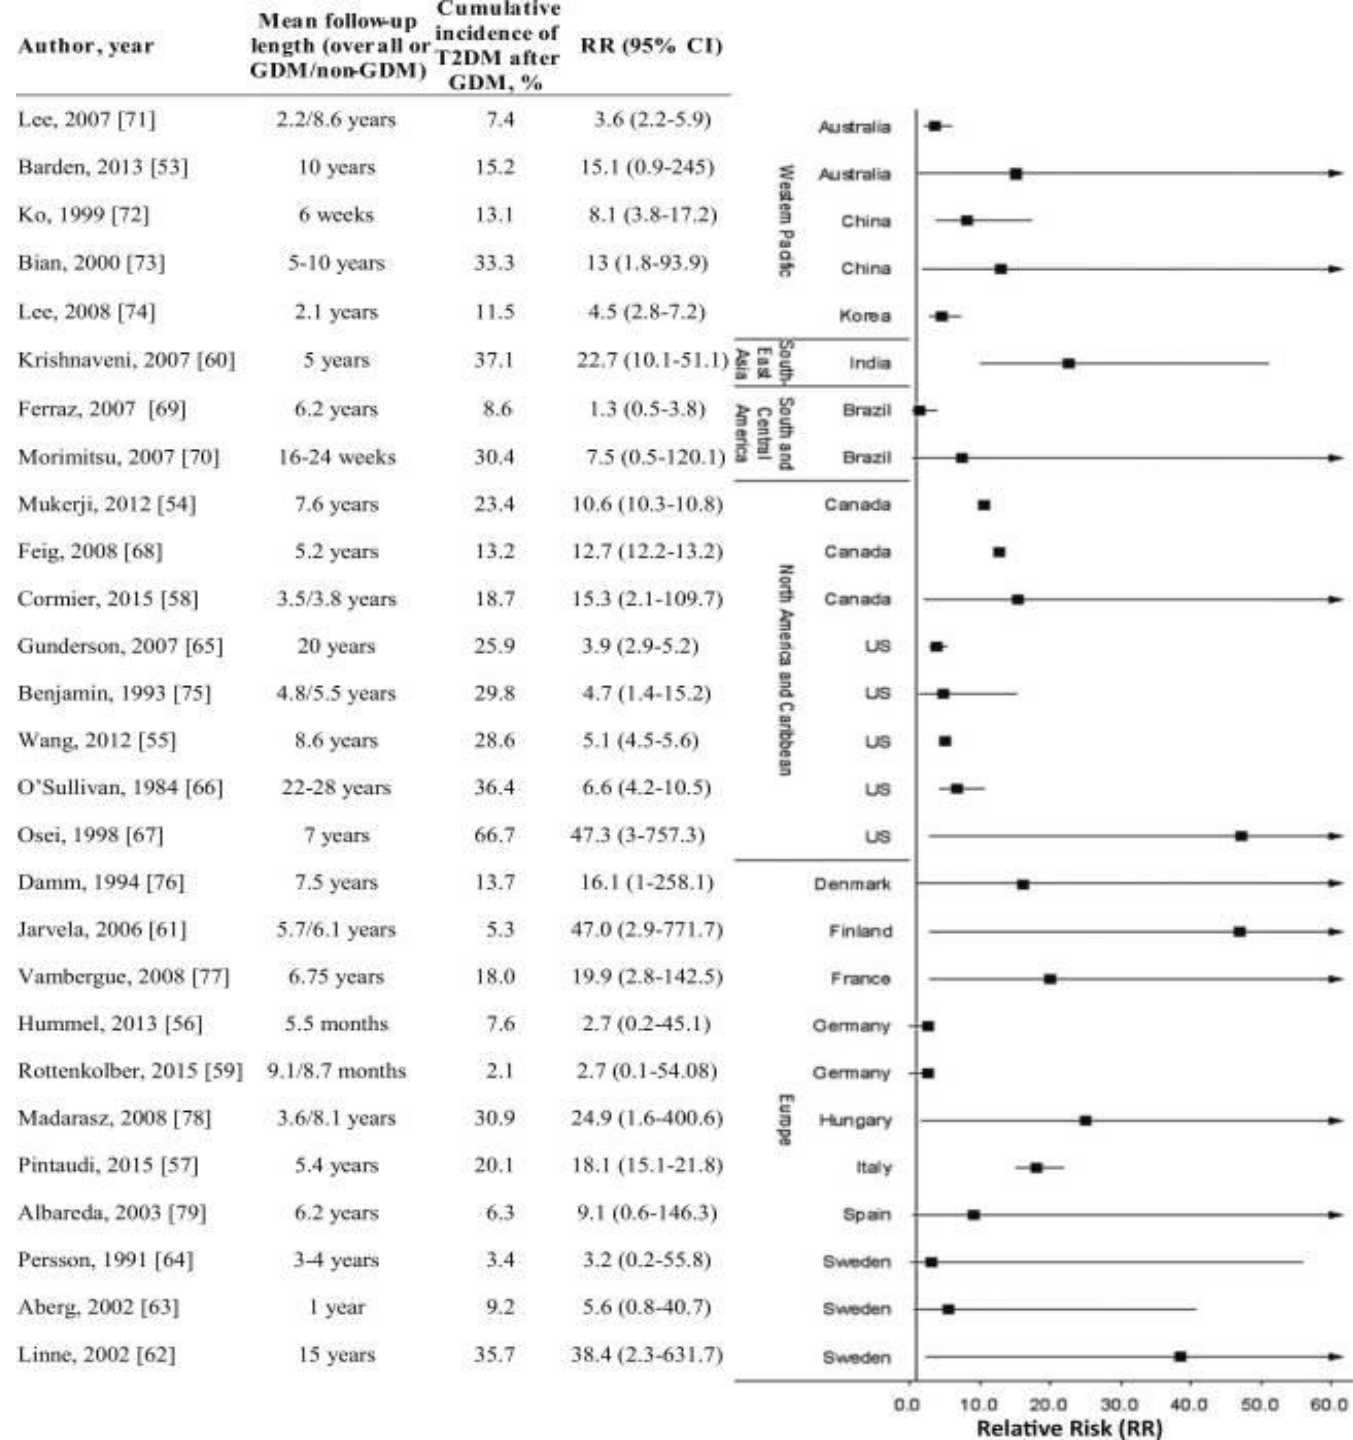 Author, year
Mean follow-up
length (overall or
GDM/non-GDM)
Cumulative
incidence of
T2DM after
GDM, %
RR (95% CI)
Lee, 2007 [71] 2.2/8.6 years 7.4 3.6 (2.2-5.9) Australia
Barden, 2013 [53] 10 years 15.2 15.1 (0.9-245) Australia
Ko, 1999 [72] 6 weeks 13.1 8.1 (3.8-17.2) China
Bian, 2000 [73] 5-10 years 33.3 13 (1.8-93.9) China
Lee, 2008 [74] 2.1 years 11.5 4.5 (2.8-7.2) Korea
Western Pacific
Krishnaveni, 2007 [60] 5 years 37.1 22.7 (10.1-51.1) India
South-
East
Asia
Ferraz, 2007 [69] 6.2 years 8.6 1.3 (0.5-3.8) Brazil
Morimitsu, 2007 [70] 16-24 weeks 30.4 7.5 (0.5-120.1) Brazil
South and
Central
America
Mukerji, 2012 [54] 7.6 years 23.4 10.6 (10.3-10.8) Canada
Feig, 2008 [68] 5.2 years 13.2 12.7 (12.2-13.2) Canada
Cormier, 2015 [58] 3.5/3.8 years 18.7 15.3 (2.1-109.7) Canada
Gunderson, 2007 [65] 20 years 25.9 3.9 (2.9-5.2) US
Benjamin, 1993 [75] 4.8/5.5 years 29.8 4.7 (1.4-15.2) US
Wang, 2012 [55] 8.6 years 28.6 5.1 (4.5-5.6) US
O'Sullivan, 1984 [66] 22-28 years 36.4 6.6 (4.2-10.5) US
Osei, 1998 [67] 7 years 66.7 47.3 (3-757.3) US
North America and Caribbean
Damm, 1994 [76] 7.5 years 13.7 16.1 (1-258.1) Denmark
Jarvela, 2006 [61] 5.7/6.1 years 5.3 47.0 (2.9-771.7) Finland
Vambergue, 2008 [77] 6.75 years 18.0 19.9 (2.8-142.5) France
Hummel, 2013 [56] 5.5 months 7.6 2.7 (0.2-45.1) Germany
Rottenkolber, 2015 [59] 9.1/8.7 months 2.1 2.7 (0.1-54.08) Germany
Madarasz, 2008 [78] 3.6/8.1 years 30.9 24.9 (1.6-400.6) Hungary
Pintaudi, 2015 [57] 5.4 years 20.1 18.1 (15.1-21.8) Italy
Albareda, 2003 [79] 6.2 years 6.3 9.1 (0.6-146.3) Spain
Persson, 1991 [64] 3-4 years 3.4 3.2 (0.2-55.8) Sweden
Aberg, 2002 [63] 1 year 9.2 5.6 (0.8-40.7) Sweden
Linne, 2002 [62] 15 years 35.7 38.4 (2.3-631.7) Sweden
Europe
0.0 10.0 20.0 30.0 40.0 50.0 60.0
Relative Risk (RR)